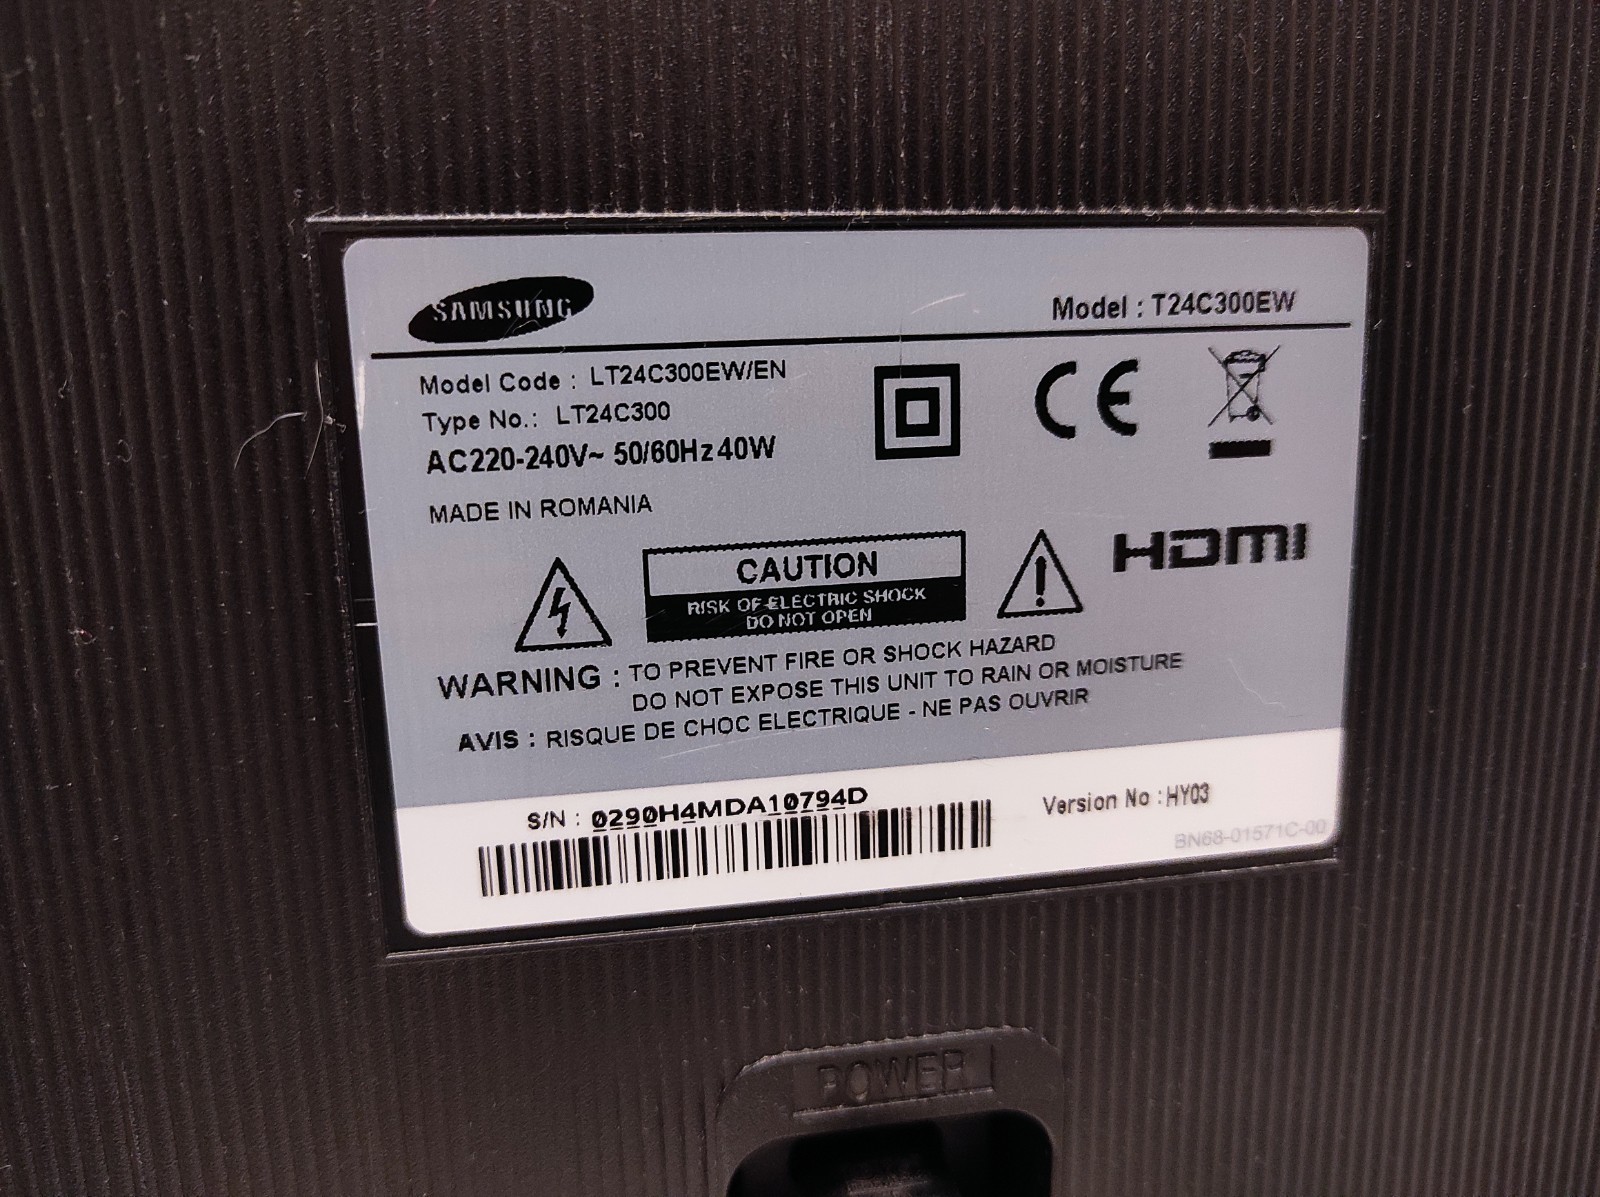 SAMSUNG
Model : T24C300EW
Model Code : LT24C300EW/EN
Type No.: LT24C300
AC220-240V~ 50/60Hz 40W
MADE IN ROMANIA
CE
CAUTION
RISK OF ELECTRIC SHOCK
DO NOT OPEN
HDMI
WARNING : TO PREVENT FIRE OR SHOCK HAZARD
DO NOT EXPOSE THIS UNIT TO RAIN OR MOISTURE
AVIS : RISQUE DE CHOC ELECTRIQUE - NE PAS OUVRIR
S/N : 0290H4MDA10794D
Version No : HY03
BN68-01571C-00
POWER